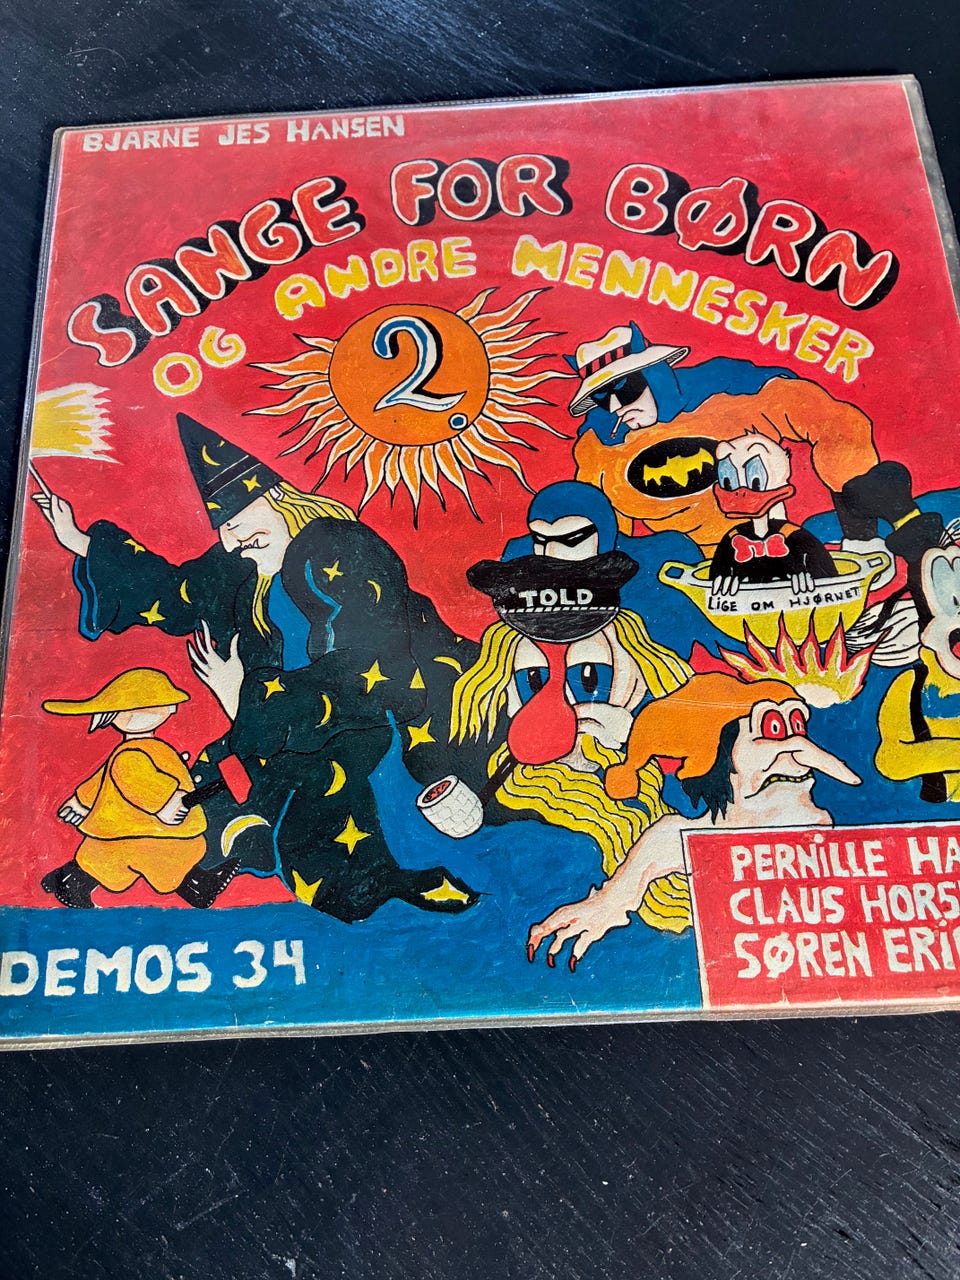 BJARNE JES HANSEN
SANGE FOR BØRN
OG ANDRE MENNESKER
2.
TOLD
LIGE OM HJØRNET
PERNILLE HA
CLAUS HORS
SØREN ERI
DEMOS 34